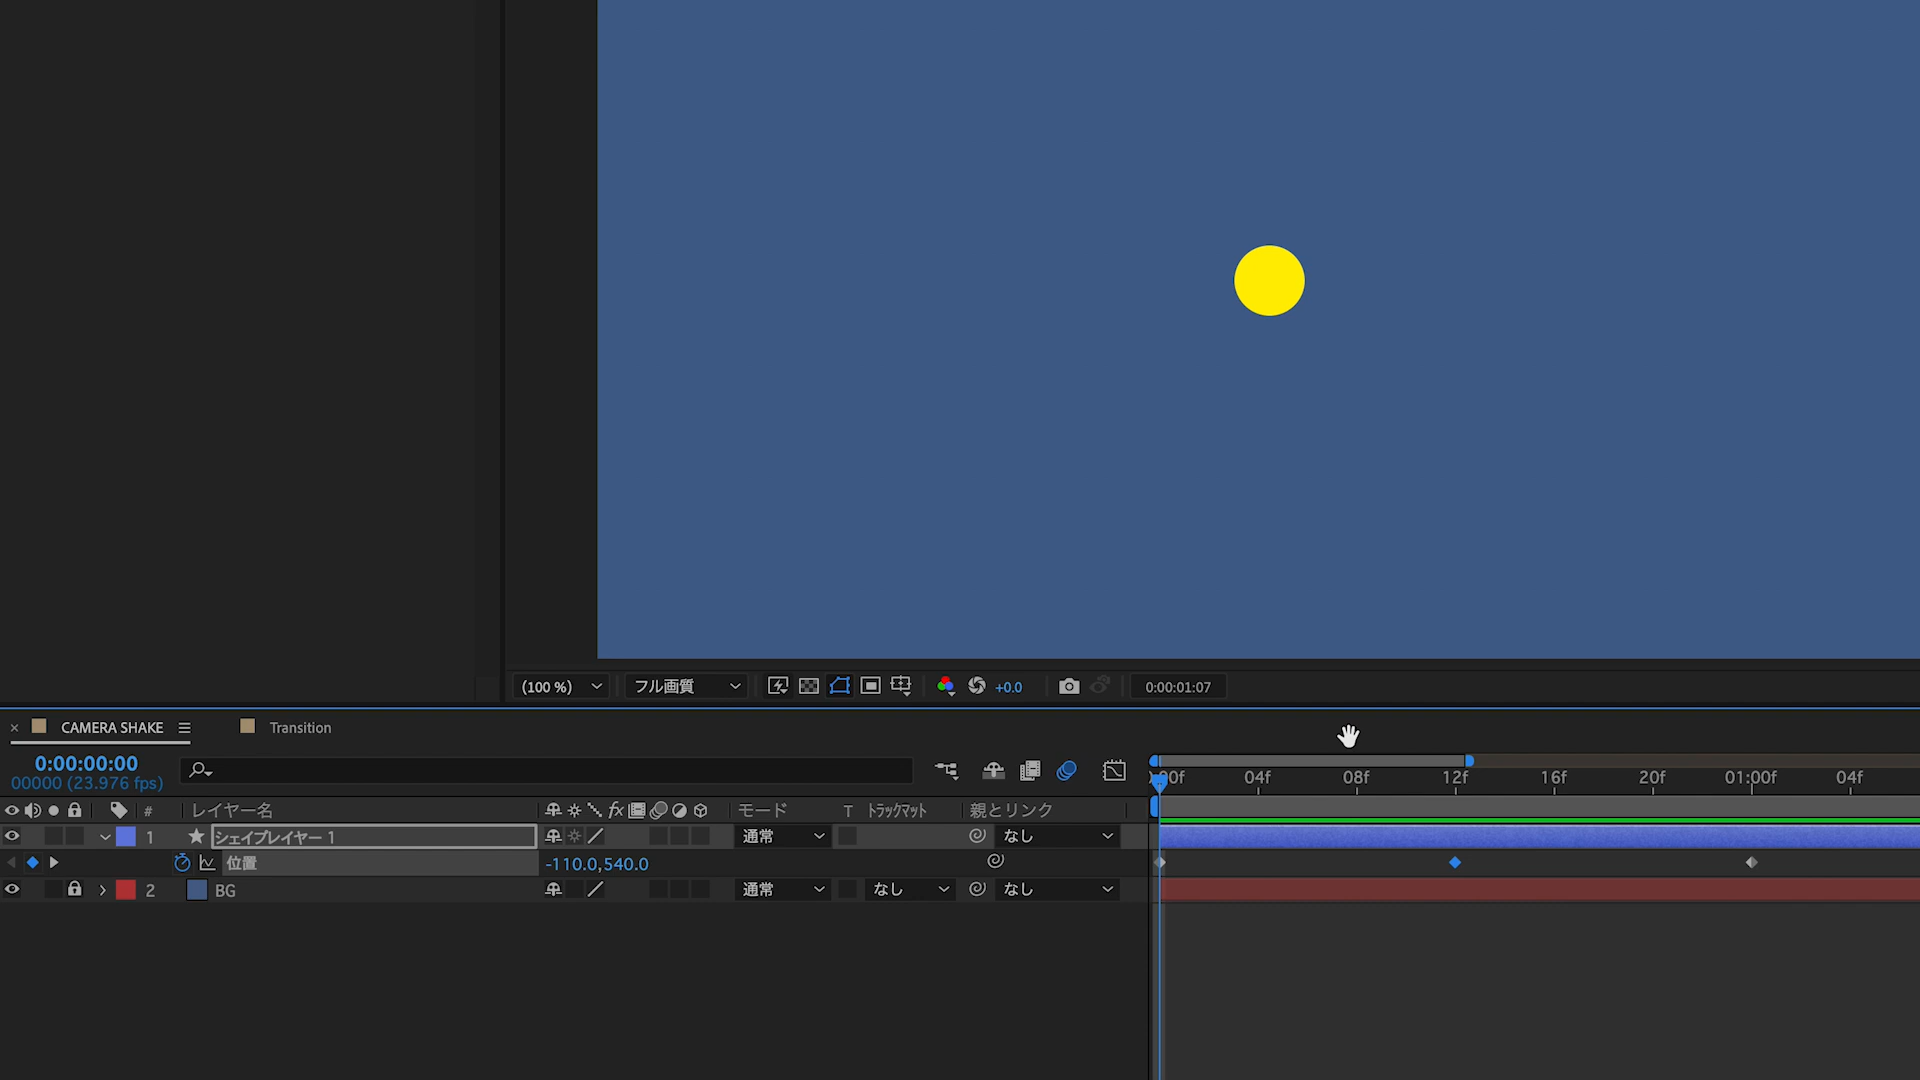 (100 %) フル画質 +0.0 0:00:01:07
CAMERA SHAKE Transition
0:00:00:00
00000 (23.976 fps)
00f 04f 08f 12f 16f 20f 01:00f 04f
# レイヤー名 fx モード T トラックマット 親とリンク
1 シェイプレイヤー 1 通常 なし
位置 -110.0,540.0
2 BG 通常 なし なし